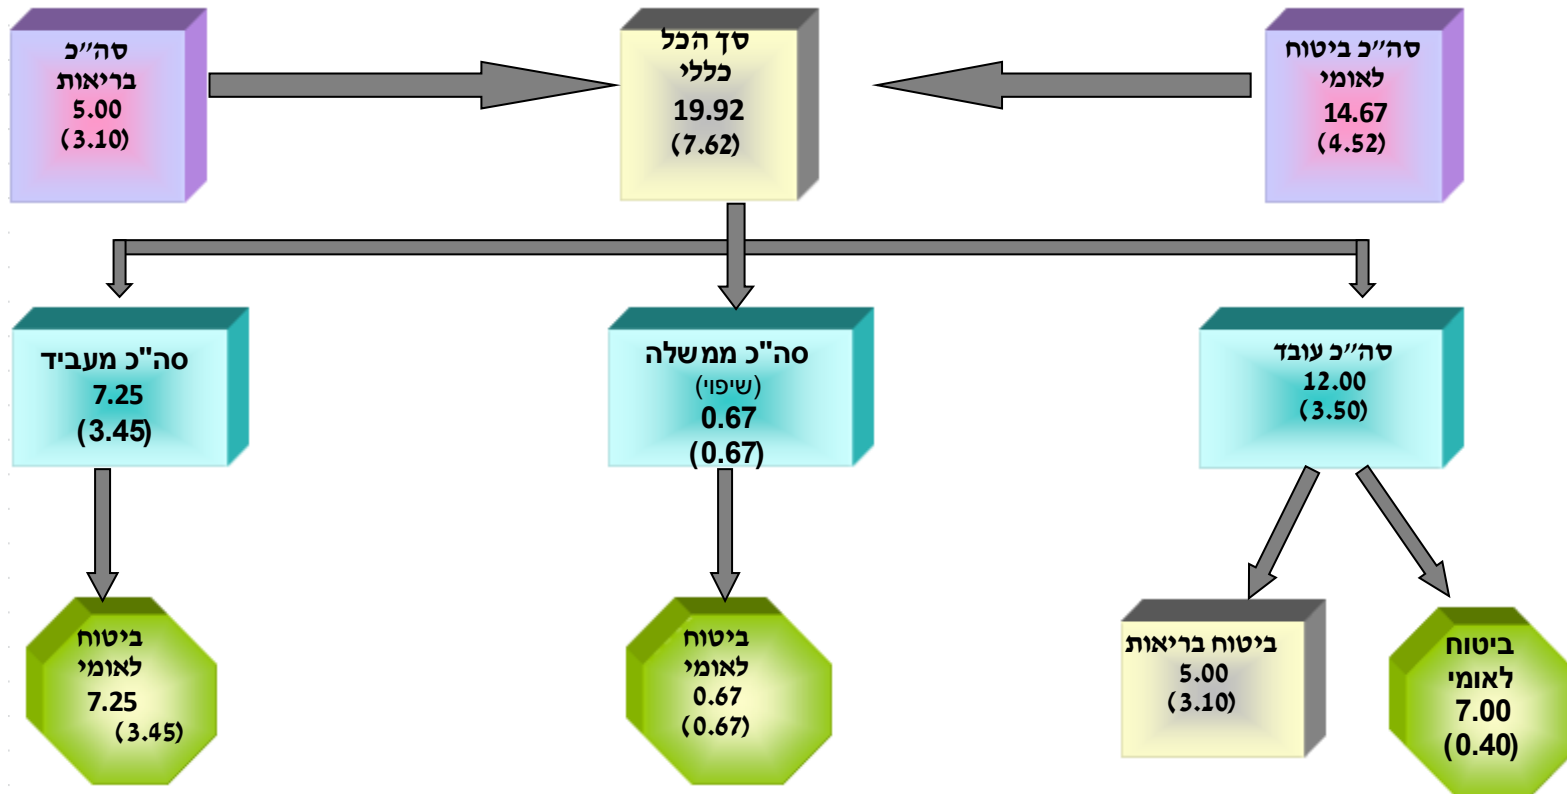 סה״כ ביטוח
לאומי
14.67
(4.52)
סך הכל
כללי
19.92
(7.62)
סה״כ
בריאות
5.00
(3.10)
סה״כ עובד
12.00
(3.50)
סה"כ ממשלה
(שיפוי)
0.67
(0.67)
סה"כ מעביד
7.25
(3.45)
ביטוח
לאומי
7.00
(0.40)
ביטוח בריאות
5.00
(3.10)
ביטוח
לאומי
0.67
(0.67)
ביטוח
לאומי
7.25
(3.45)